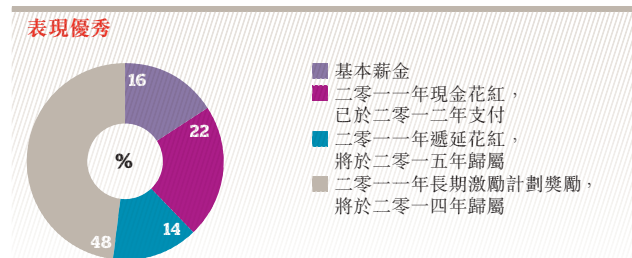 表現優秀
16
22
14
48
%
基本薪金
二零一一年現金花紅，
已於二零一二年支付
二零一一年遞延花紅，
將於二零一五年歸屬
二零一一年長期激勵計劃獎勵，
將於二零一四年歸屬